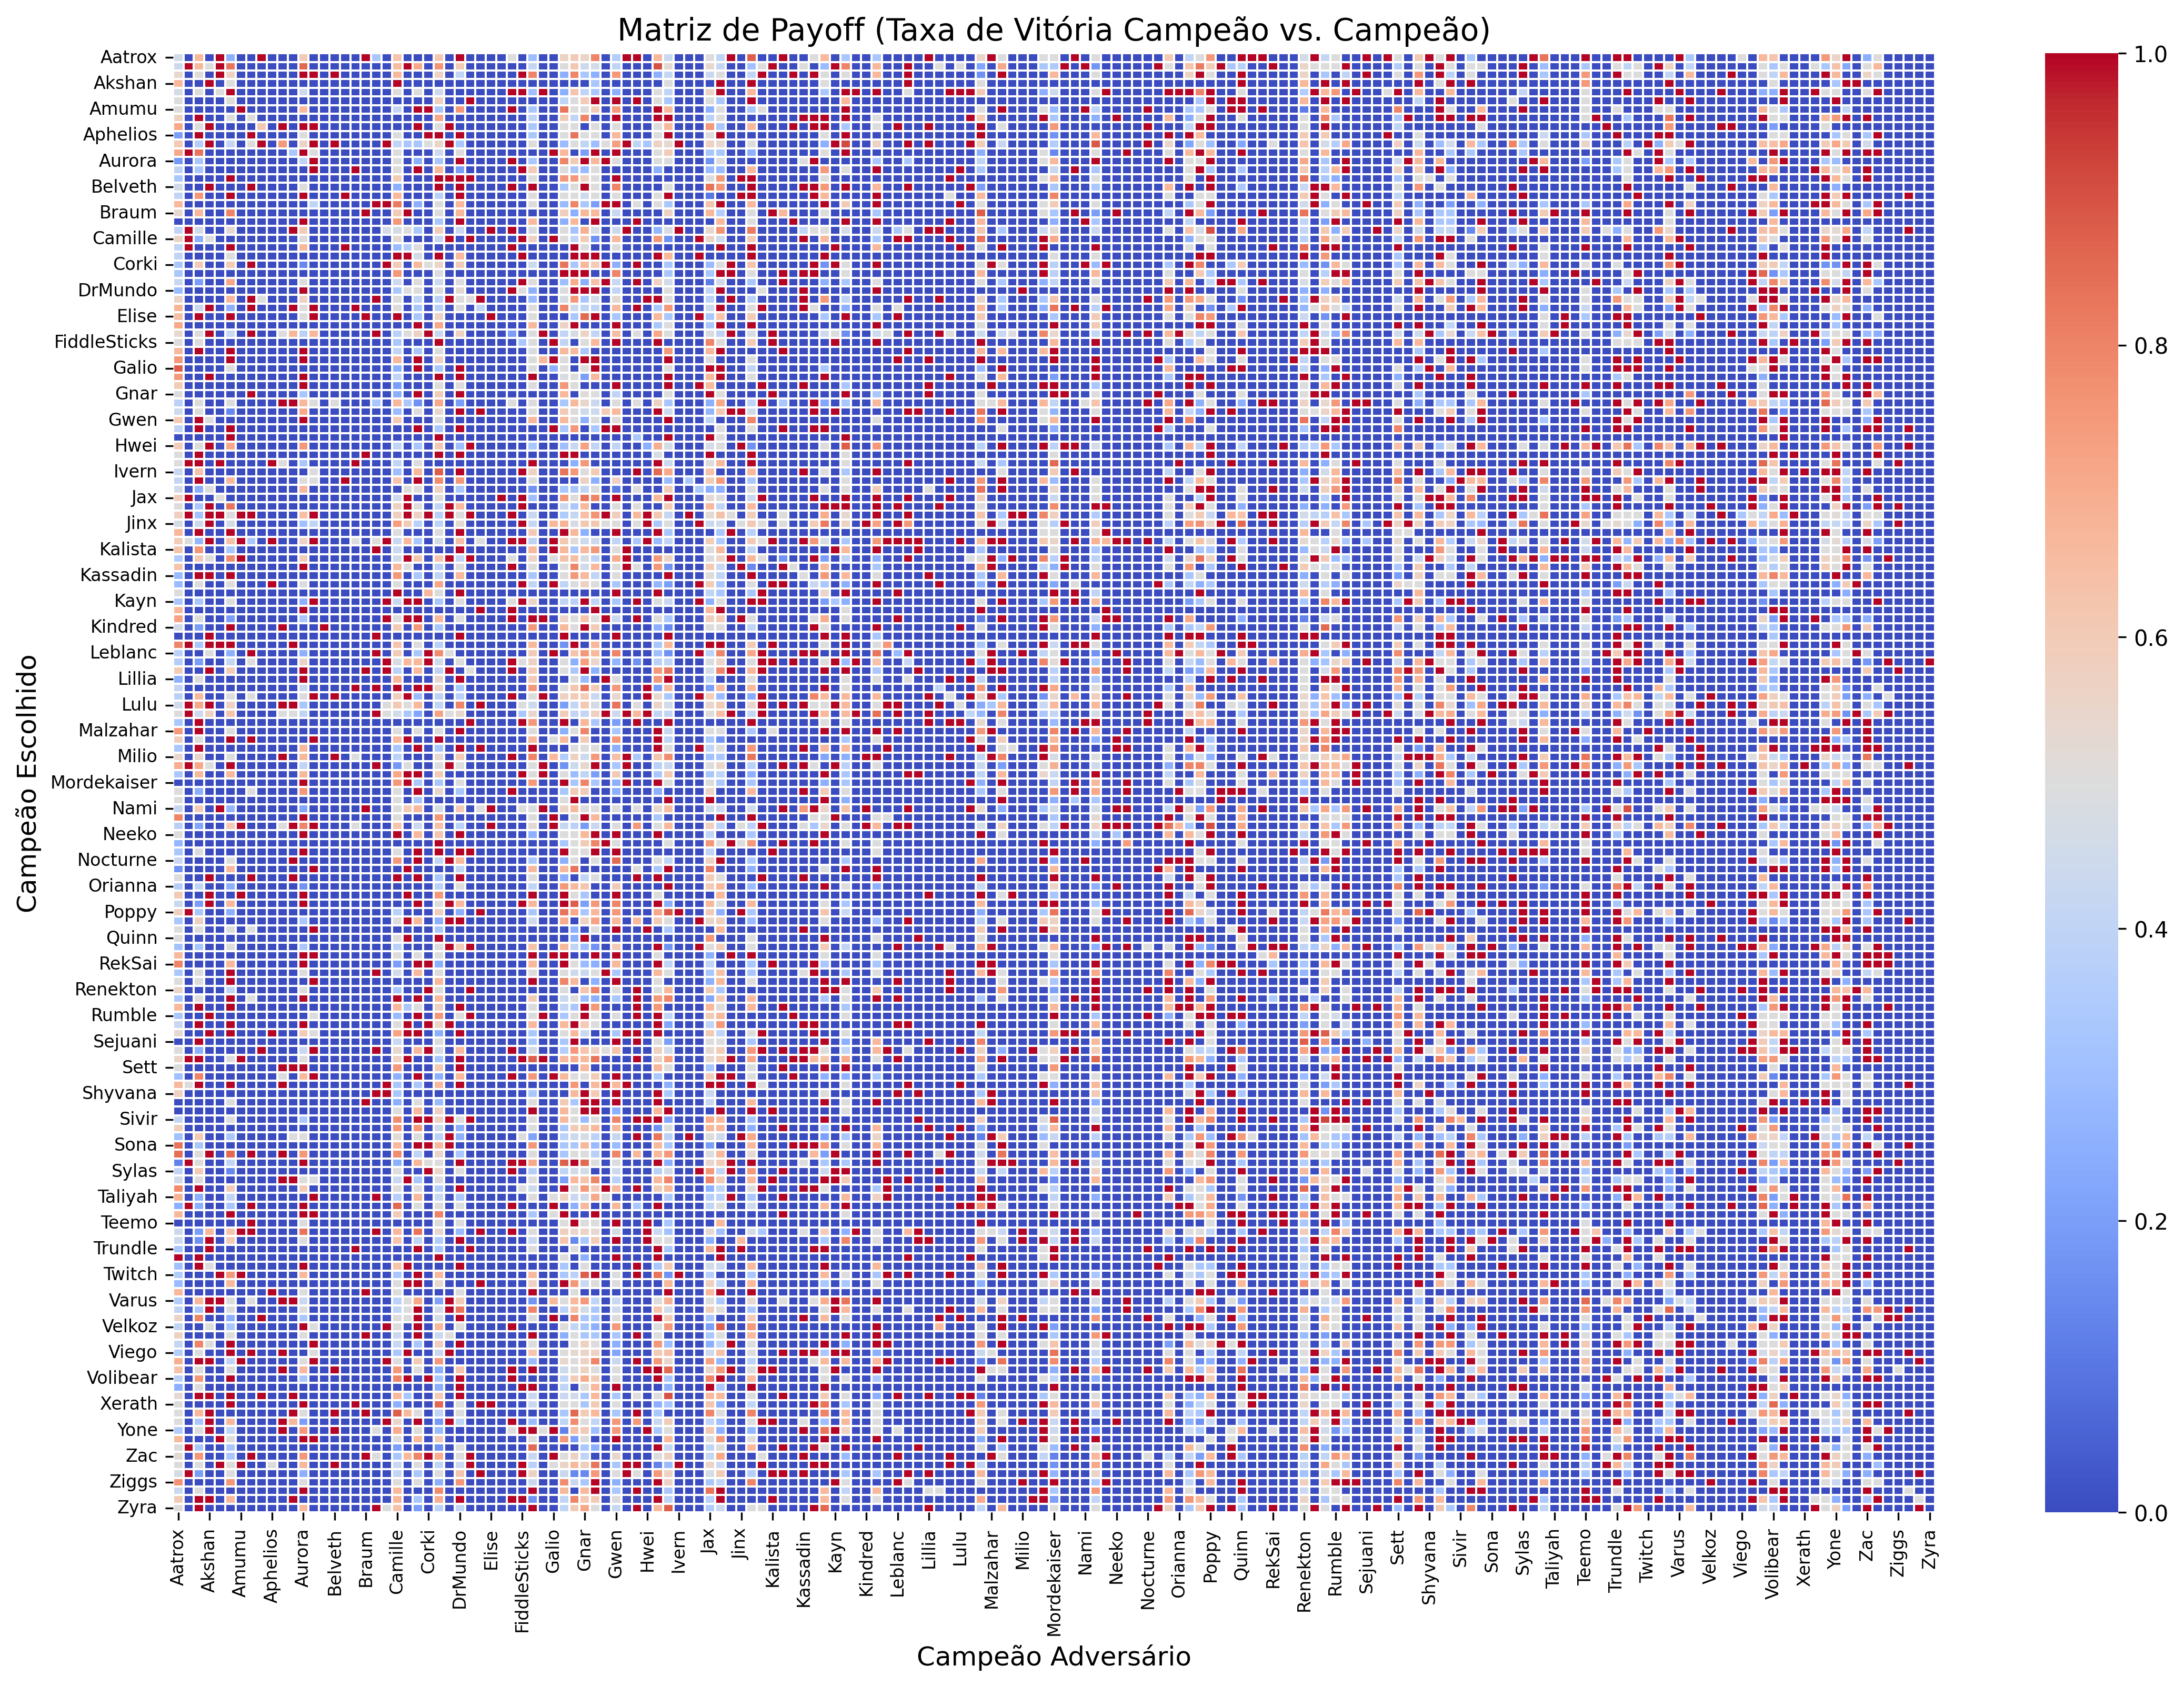 Matriz de Payoff (Taxa de Vitória Campeão vs. Campeão)
Campeão Escolhido
Aatrox
Akshan
Amumu
Aphelios
Aurora
Belveth
Braum
Camille
Corki
DrMundo
Elise
FiddleSticks
Galio
Gnar
Gwen
Hwei
Ivern
Jax
Jinx
Kalista
Kassadin
Kayn
Kindred
Leblanc
Lillia
Lulu
Malzahar
Milio
Mordekaiser
Nami
Neeko
Nocturne
Orianna
Poppy
Quinn
RekSai
Renekton
Rumble
Sejuani
Sett
Shyvana
Sivir
Sona
Sylas
Taliyah
Teemo
Trundle
Twitch
Varus
Velkoz
Viego
Volibear
Xerath
Yone
Zac
Ziggs
Zyra
Aatrox
Akshan
Amumu
Aphelios
Aurora
Belveth
Braum
Camille
Corki
DrMundo
Elise
FiddleSticks
Galio
Gnar
Gwen
Hwei
Ivern
Jax
Jinx
Kalista
Kassadin
Kayn
Kindred
Leblanc
Lillia
Lulu
Malzahar
Milio
Mordekaiser
Nami
Neeko
Nocturne
Orianna
Poppy
Quinn
RekSai
Renekton
Rumble
Sejuani
Sett
Shyvana
Sivir
Sona
Sylas
Taliyah
Teemo
Trundle
Twitch
Varus
Velkoz
Viego
Volibear
Xerath
Yone
Zac
Ziggs
Zyra
Campeão Adversário
1.0
0.8
0.6
0.4
0.2
0.0